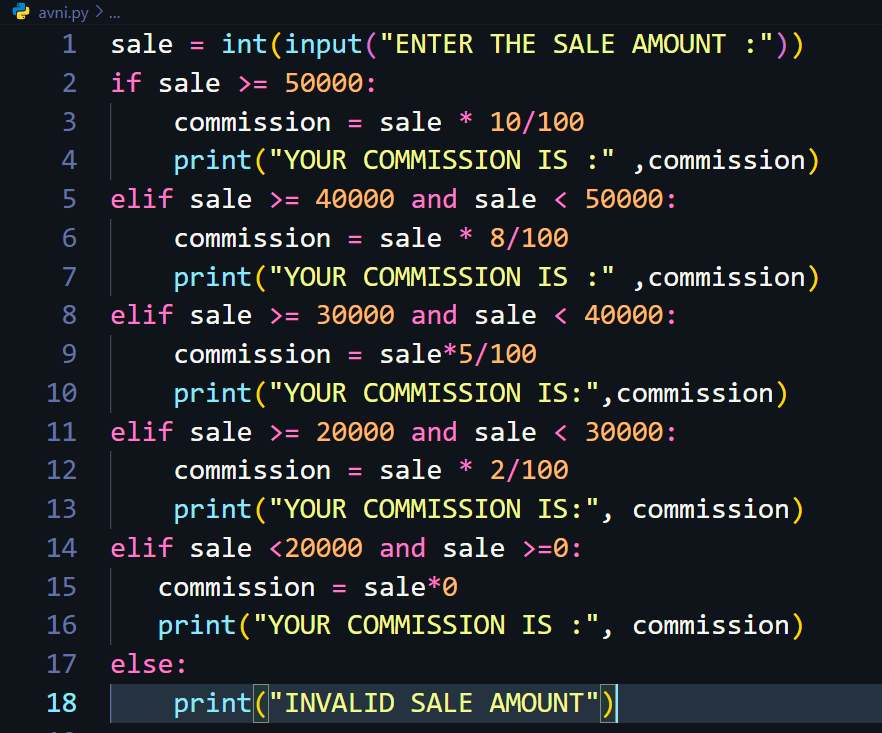 avni.py > ...
1 sale = int(input("ENTER THE SALE AMOUNT :"))
2 if sale >= 50000:
3     commission = sale * 10/100
4     print("YOUR COMMISSION IS :" ,commission)
5 elif sale >= 40000 and sale < 50000:
6     commission = sale * 8/100
7     print("YOUR COMMISSION IS :" ,commission)
8 elif sale >= 30000 and sale < 40000:
9     commission = sale*5/100
10     print("YOUR COMMISSION IS:",commission)
11 elif sale >= 20000 and sale < 30000:
12     commission = sale * 2/100
13     print("YOUR COMMISSION IS:", commission)
14 elif sale <20000 and sale >=0:
15    commission = sale*0
16    print("YOUR COMMISSION IS :", commission)
17 else:
18     print("INVALID SALE AMOUNT")